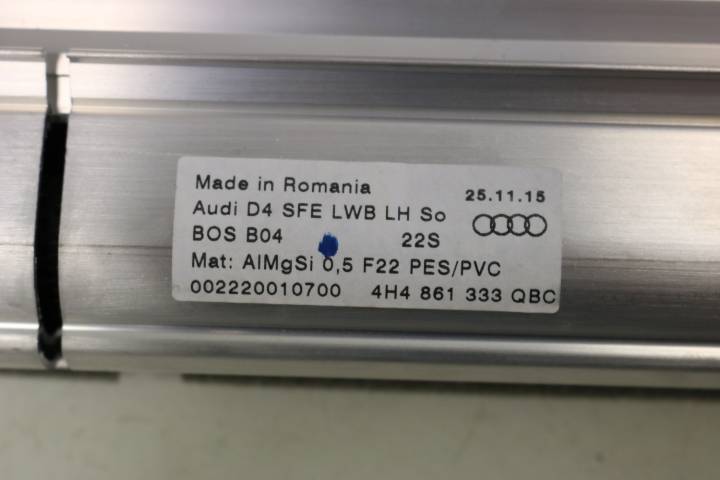 Made in Romania 25.11.15
Audi D4 SFE LWB LH So
BOS B04 22S
Mat: AlMgSi 0,5 F22 PES/PVC
002220010700 4H4 861 333 QBC